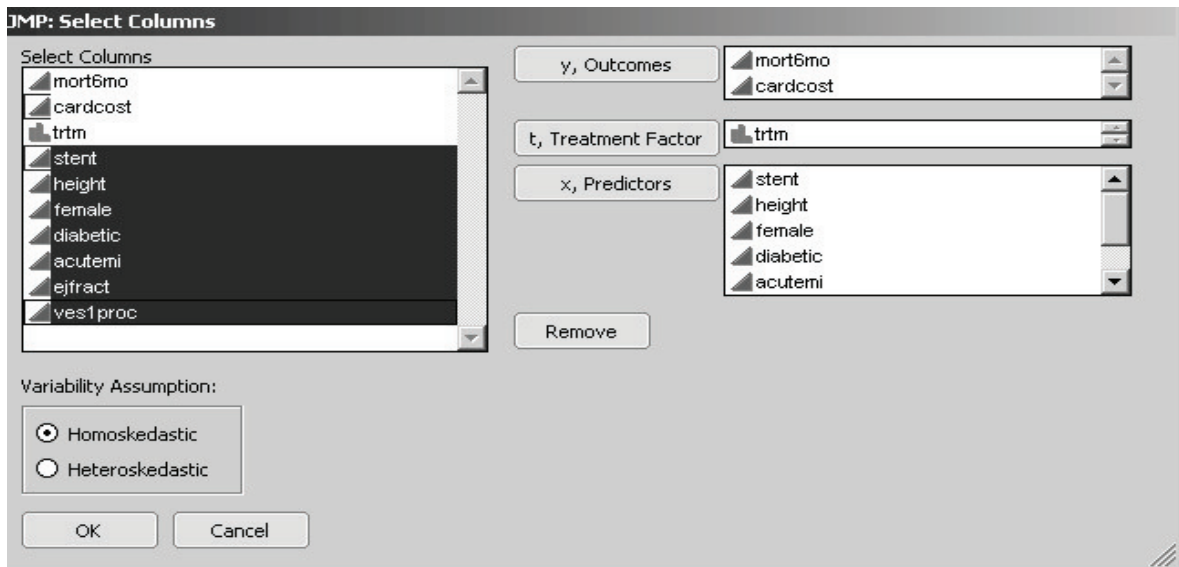 JMP: Select Columns
Select Columns
mort6mo
cardcost
trtm
stent
height
female
diabetic
acutemi
ejfract
ves1proc
y, Outcomes
mort6mo
cardcost
t, Treatment Factor
trtm
x, Predictors
stent
height
female
diabetic
acutemi
Remove
Variability Assumption:
Homoskedastic
Heteroskedastic
OK
Cancel